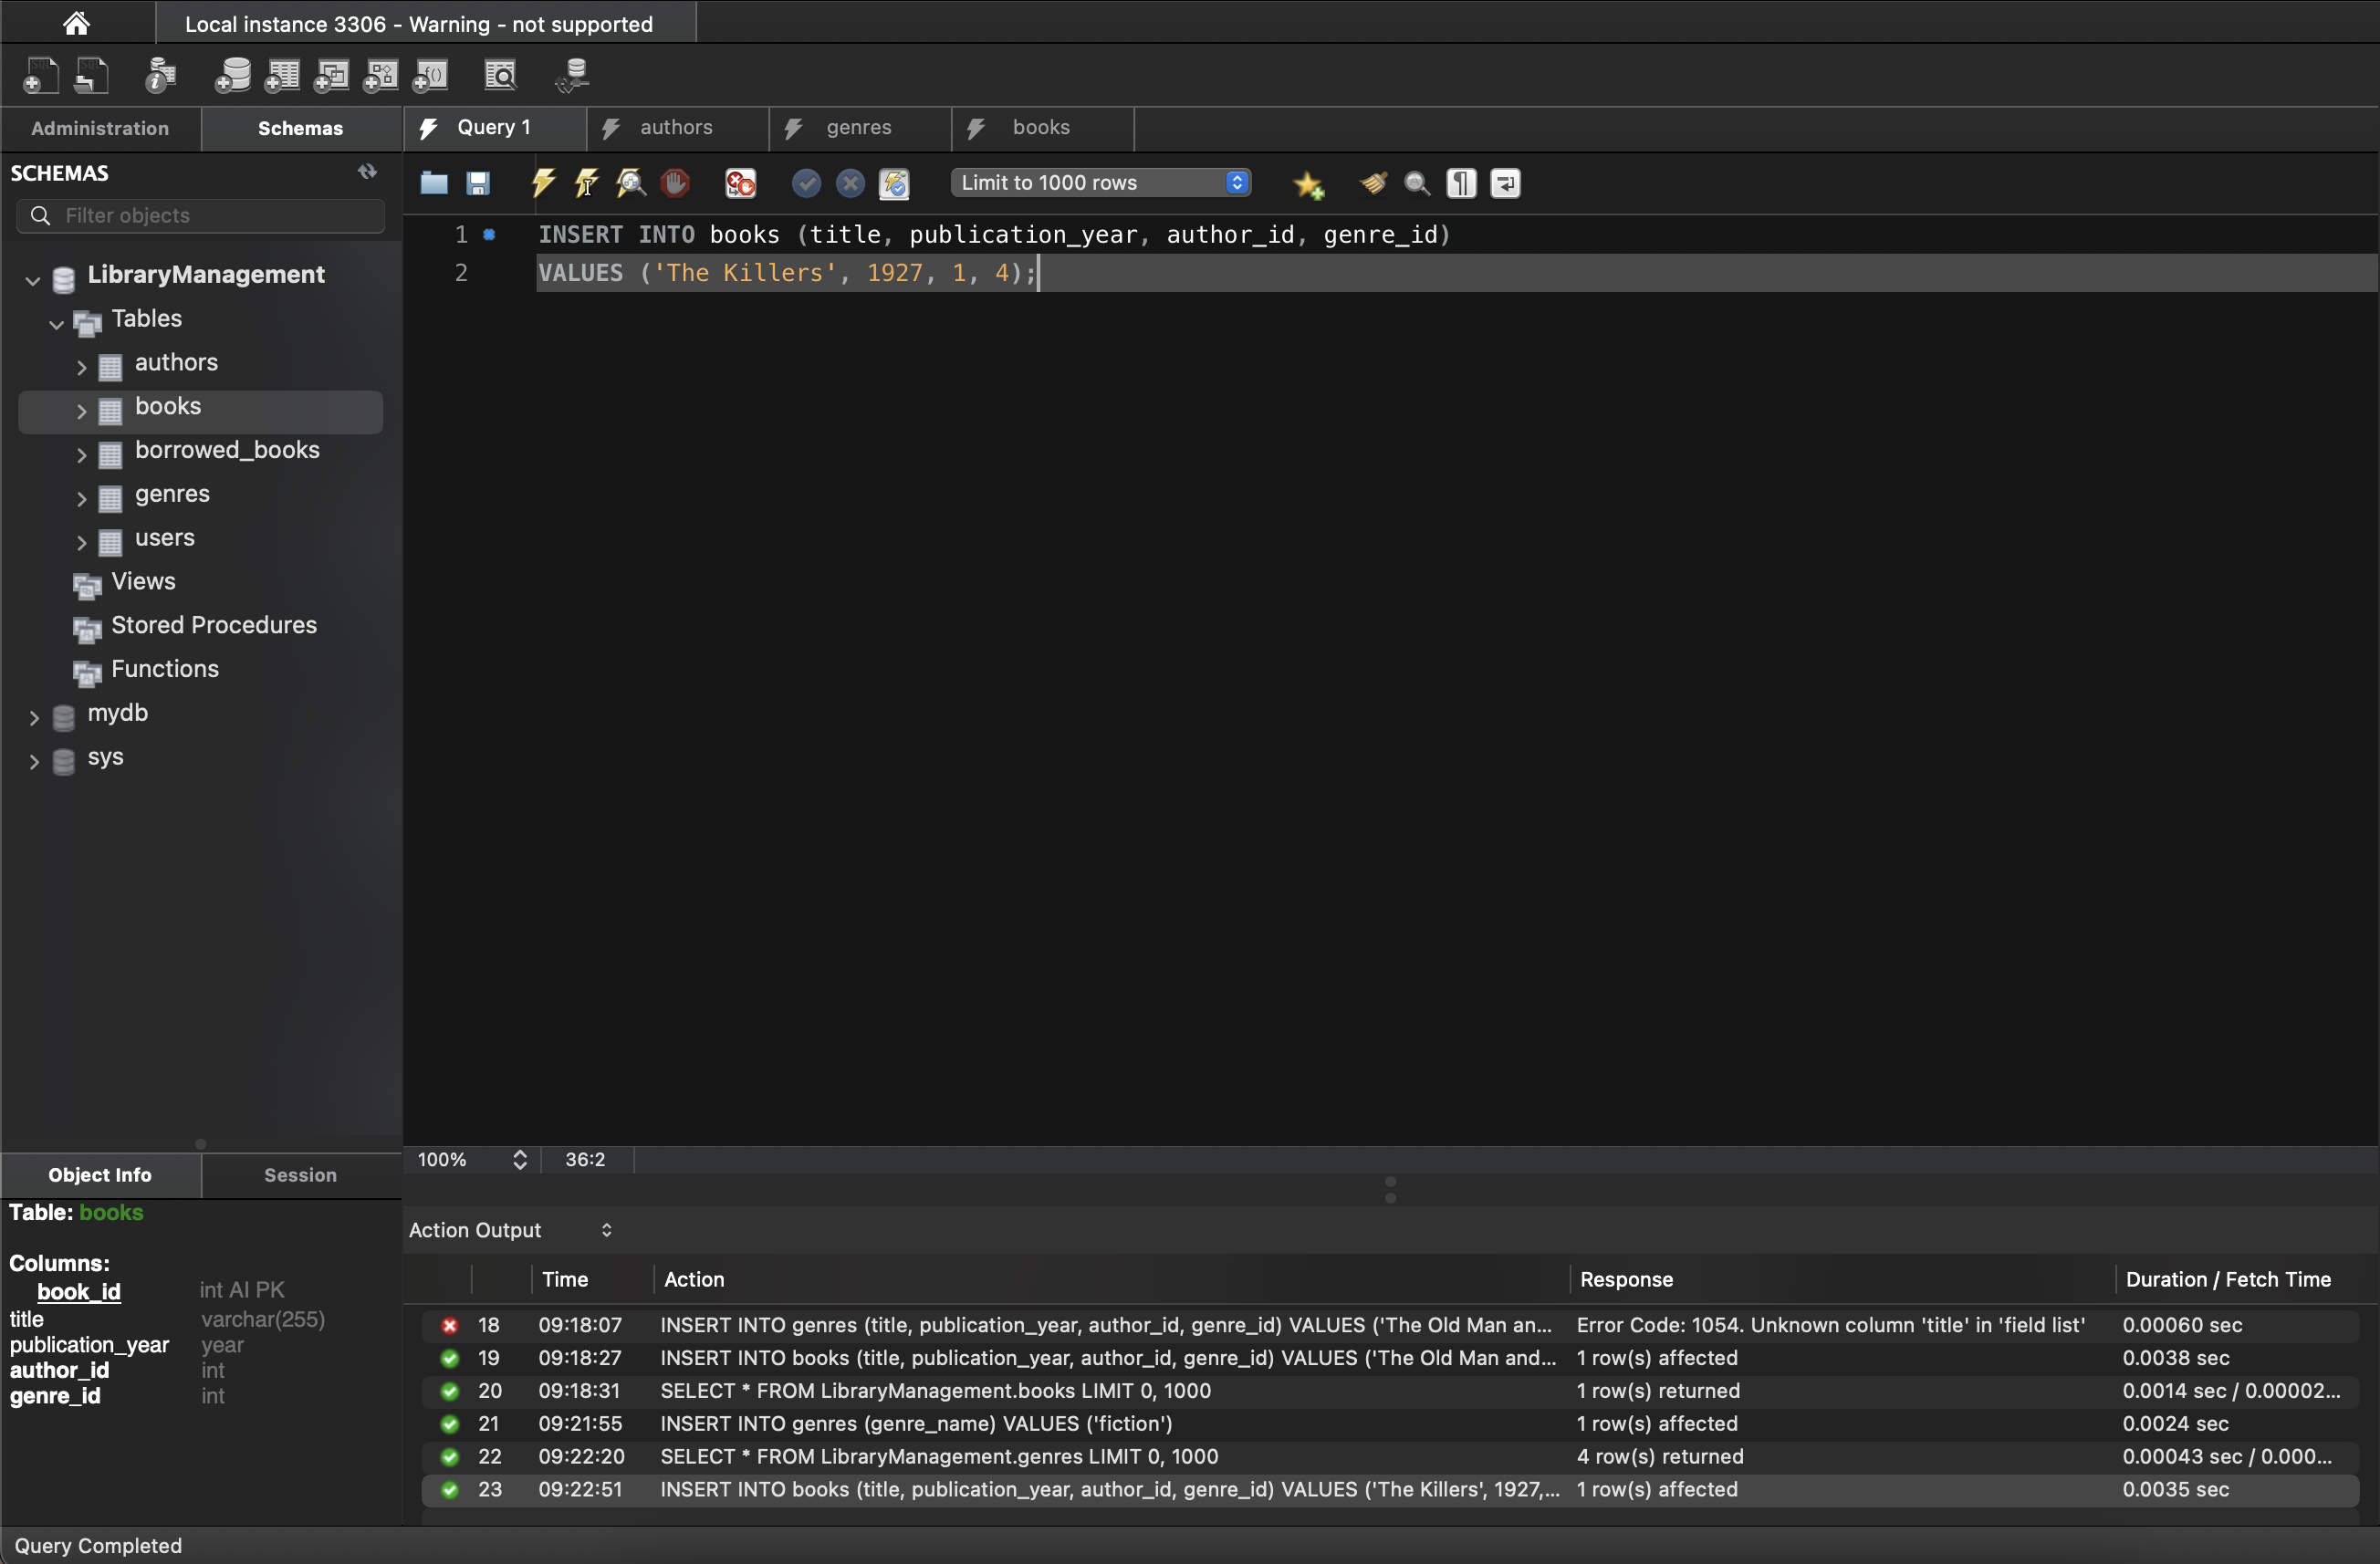 Local instance 3306 - Warning - not supported
Administration
Schemas
Query 1
authors
genres
books
SCHEMAS
Filter objects
Limit to 1000 rows
1 INSERT INTO books (title, publication_year, author_id, genre_id)
2 VALUES ('The Killers', 1927, 1, 4);
LibraryManagement
Tables
authors
books
borrowed_books
genres
users
Views
Stored Procedures
Functions
mydb
sys
100% 36:2
Object Info
Session
Table: books
Columns:
book_id int AI PK
title varchar(255)
publication_year year
author_id int
genre_id int
Action Output
Time Action Response Duration / Fetch Time
18 09:18:07 INSERT INTO genres (title, publication_year, author_id, genre_id) VALUES ('The Old Man an... Error Code: 1054. Unknown column 'title' in 'field list' 0.00060 sec
19 09:18:27 INSERT INTO books (title, publication_year, author_id, genre_id) VALUES ('The Old Man and... 1 row(s) affected 0.0038 sec
20 09:18:31 SELECT * FROM LibraryManagement.books LIMIT 0, 1000 1 row(s) returned 0.0014 sec / 0.00002...
21 09:21:55 INSERT INTO genres (genre_name) VALUES ('fiction') 1 row(s) affected 0.0024 sec
22 09:22:20 SELECT * FROM LibraryManagement.genres LIMIT 0, 1000 4 row(s) returned 0.00043 sec / 0.000...
23 09:22:51 INSERT INTO books (title, publication_year, author_id, genre_id) VALUES ('The Killers', 1927,... 1 row(s) affected 0.0035 sec
Query Completed